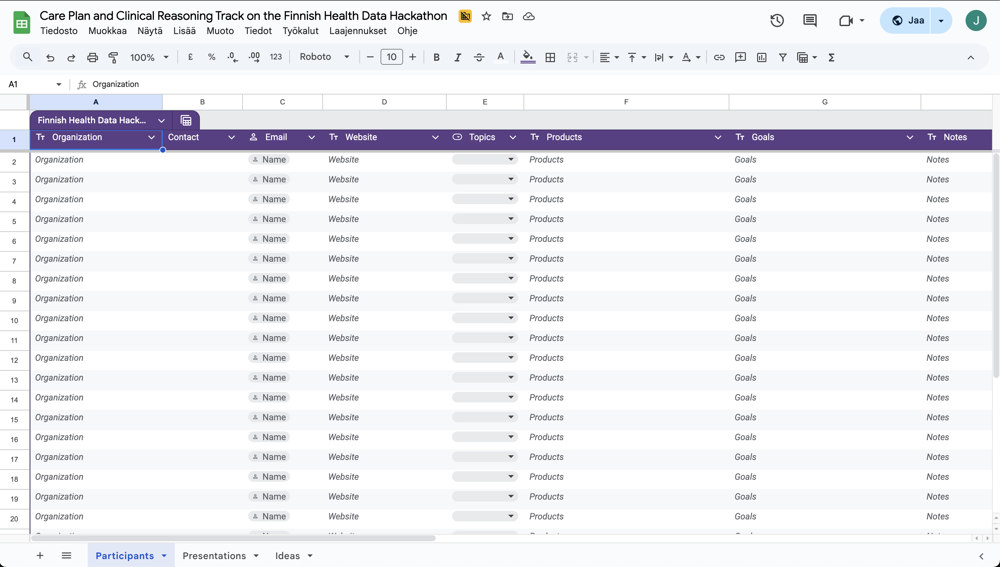 Care Plan and Clinical Reasoning Track on the Finnish Health Data Hackathon
Tiedosto Muokkaa Näytä Lisää Muoto Tiedot Työkalut Laajennukset Ohje
Jaa J
100% £ % .0 .00 123 Roboto 10 B I A A Σ
A1 fx Organization
A B C D E F G
Finnish Health Data Hack...
1 Organization Contact Email Website Topics Products Goals Notes
2 Organization Name Website Products Goals Notes
3 Organization Name Website Products Goals Notes
4 Organization Name Website Products Goals Notes
5 Organization Name Website Products Goals Notes
6 Organization Name Website Products Goals Notes
7 Organization Name Website Products Goals Notes
8 Organization Name Website Products Goals Notes
9 Organization Name Website Products Goals Notes
10 Organization Name Website Products Goals Notes
11 Organization Name Website Products Goals Notes
12 Organization Name Website Products Goals Notes
13 Organization Name Website Products Goals Notes
14 Organization Name Website Products Goals Notes
15 Organization Name Website Products Goals Notes
16 Organization Name Website Products Goals Notes
17 Organization Name Website Products Goals Notes
18 Organization Name Website Products Goals Notes
19 Organization Name Website Products Goals Notes
20 Organization Name Website Products Goals Notes
Participants Presentations Ideas